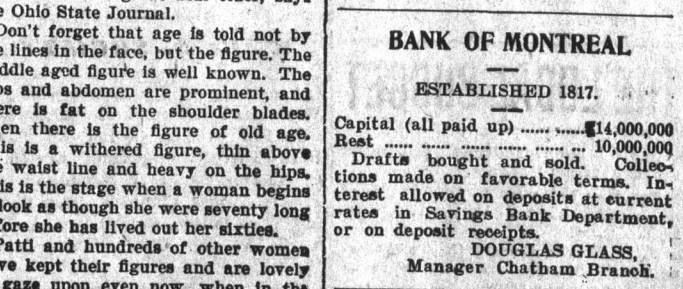 Ohio State Journal.
Don't forget that age is told not by
lines in the face, but the figure. The
ddle aged figure is well known. The
and abdomen are prominent, and
ere is fat on the shoulder blades.
en there is the figure of old age.
is is a withered figure, thin above
waist line and heavy on the hips.
is is the stage when a woman begins
look as though she were seventy long
fore she has lived out her sixties.
Patti and hundreds of other women
ve kept their figures and are lovely
gaze upon even now, when in the
BANK OF MONTREAL
ESTABLISHED 1817.
Capital (all paid up) ...... ......$14,000,000
Rest ...... ...... ...... ...... ... 10,000,000
Drafts bought and sold. Collec-
tions made on favorable terms. In-
terest allowed on deposits at current
rates in Savings Bank Department,
or on deposit receipts.
DOUGLAS GLASS,
Manager Chatham Branch.